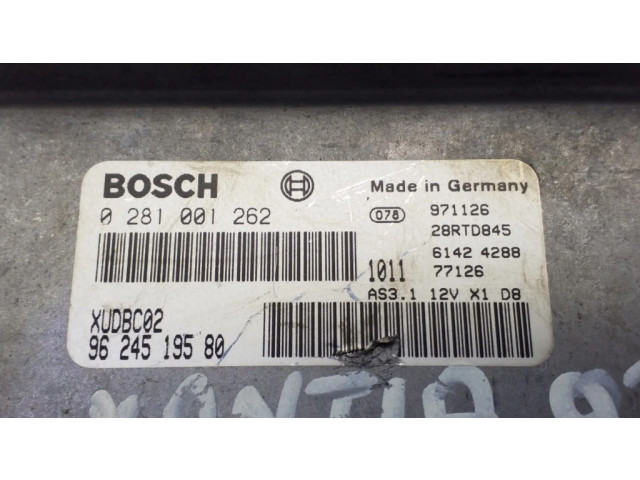 BOSCH
Made in Germany
0 281 001 262
078 971126
28RTD845
6142 4288
1011 77126
AS3.1 12V X1 D8
XUDBC02
96 245 195 80
XANTIA